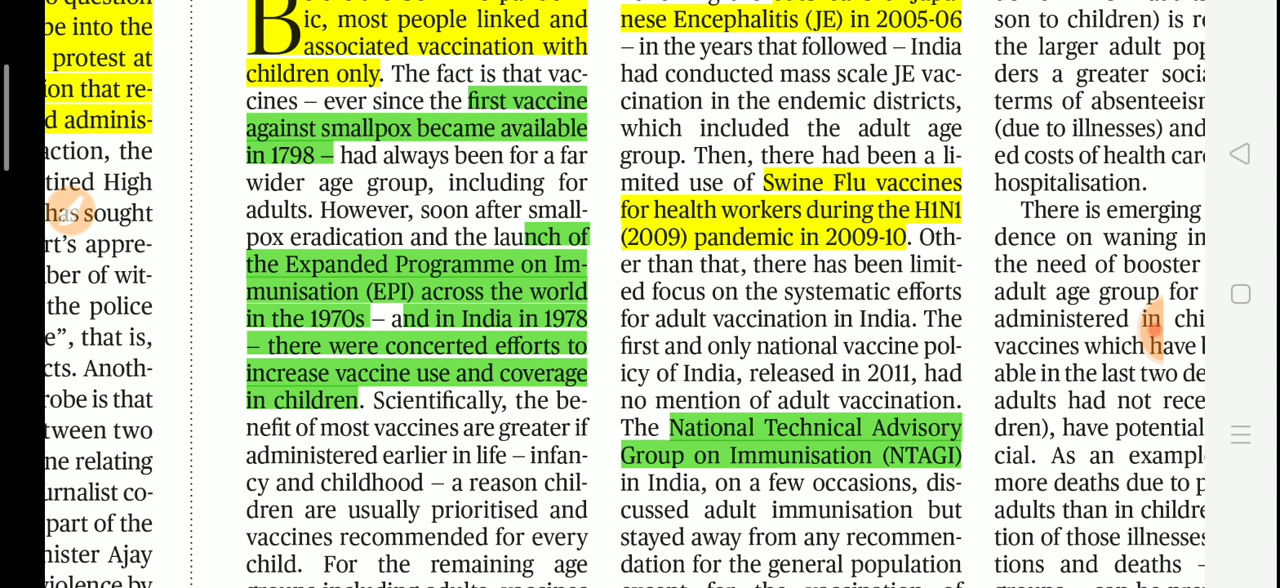 be into the
protest at
ion that re-
d adminis-
action, the
tired High
has sought
rt's appre-
ber of wit-
the police
e", that is,
cts. Anoth-
robe is that
tween two
ne relating
urnalist co-
part of the
nister Ajay
violence by
B
ic, most people linked and
associated vaccination with
children only. The fact is that vac-
cines – ever since the first vaccine
against smallpox became available
in 1798 – had always been for a far
wider age group, including for
adults. However, soon after small-
pox eradication and the launch of
the Expanded Programme on Im-
munisation (EPI) across the world
in the 1970s – and in India in 1978
– there were concerted efforts to
increase vaccine use and coverage
in children. Scientifically, the be-
nefit of most vaccines are greater if
administered earlier in life – infan-
cy and childhood – a reason chil-
dren are usually prioritised and
vaccines recommended for every
child. For the remaining age
nese Encephalitis (JE) in 2005-06
– in the years that followed – India
had conducted mass scale JE vac-
cination in the endemic districts,
which included the adult age
group. Then, there had been a li-
mited use of Swine Flu vaccines
for health workers during the H1N1
(2009) pandemic in 2009-10. Oth-
er than that, there has been limit-
ed focus on the systematic efforts
for adult vaccination in India. The
first and only national vaccine pol-
icy of India, released in 2011, had
no mention of adult vaccination.
The National Technical Advisory
Group on Immunisation (NTAGI)
in India, on a few occasions, dis-
cussed adult immunisation but
stayed away from any recommen-
dation for the general population
son to children) is r
the larger adult pop
ders a greater socia
terms of absenteeism
(due to illnesses) and
ed costs of health car
hospitalisation.
There is emerging
dence on waning im
the need of booster
adult age group for
administered in chi
vaccines which have b
able in the last two de
adults had not rece
dren), have potential
cial. As an exampl
more deaths due to p
adults than in childre
tion of those illnesses
tions and deaths –